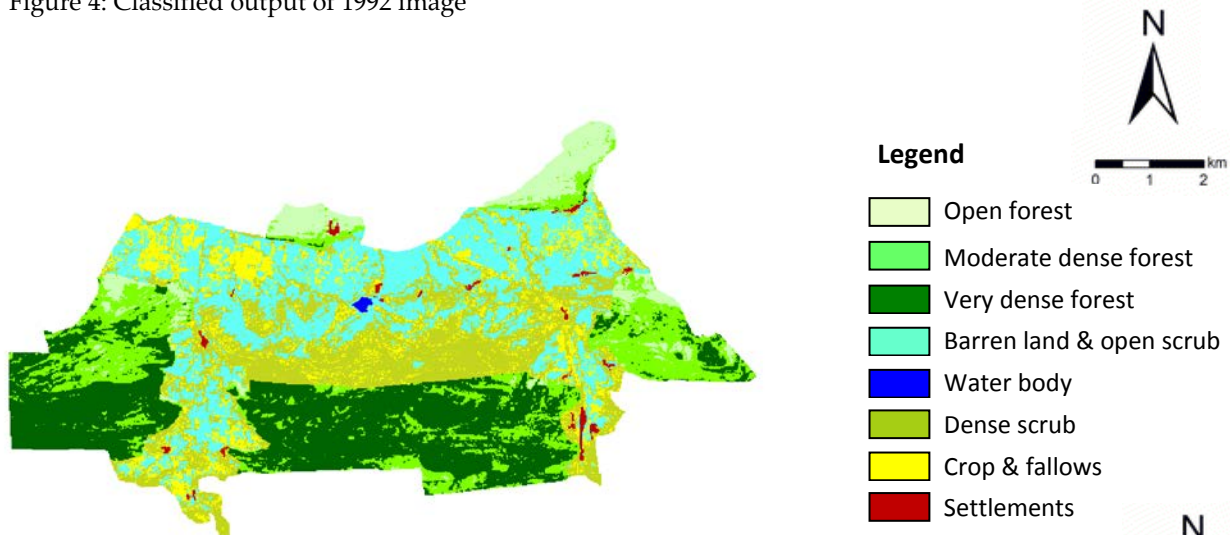 Figure 4: Classified output of 1992 image
N
km
0 1 2
Legend
Open forest
Moderate dense forest
Very dense forest
Barren land & open scrub
Water body
Dense scrub
Crop & fallows
Settlements
N